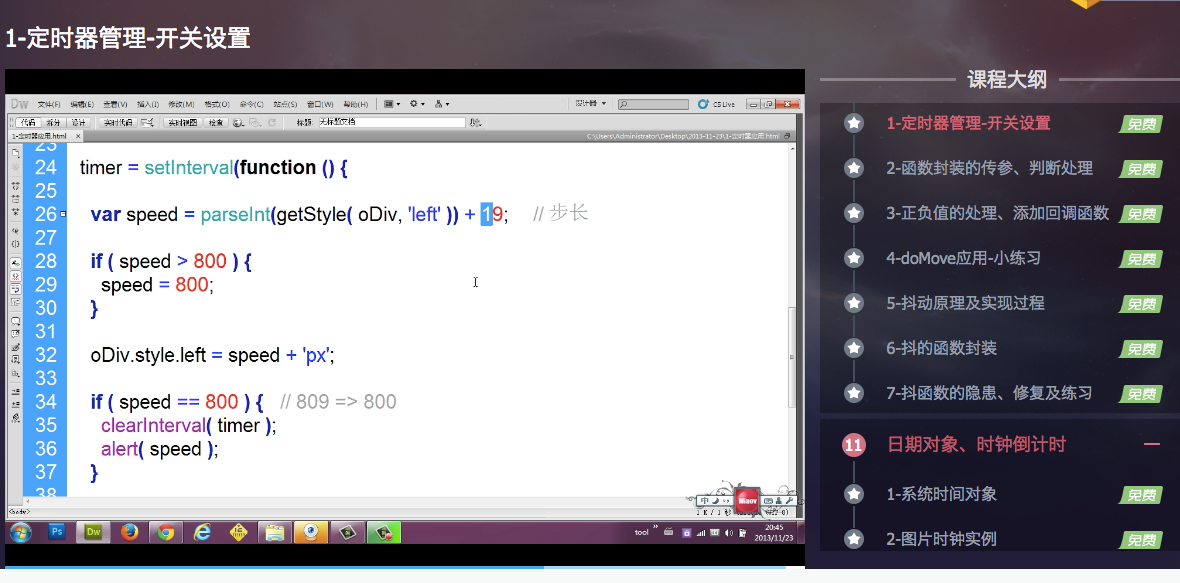 1-定时器管理-开关设置
Dw 文件(F) 编辑(E) 查看(V) 插入(I) 修改(M) 格式(O) 命令(C) 站点(S) 窗口(W) 帮助(H) 设计器 CS Live
代码 拆分 设计 实时代码 实时视图 检查 标题: 无标题文档
1-定时器应用.html × C:\Users\Administrator\Desktop\2013-11-23\1-定时器应用.html
23
24 timer = setInterval(function () {
25
26 var speed = parseInt(getStyle( oDiv, 'left' )) + 19; // 步长
27
28 if ( speed > 800 ) {
29 speed = 800;
30 }
31
32 oDiv.style.left = speed + 'px';
33
34 if ( speed == 800 ) { // 809 => 800
35 clearInterval( timer );
36 alert( speed );
37 }
38
<body>
中
Miaov
Ps Dw
tool
20:45
2013/11/23
课程大纲
1-定时器管理-开关设置 免费
2-函数封装的传参、判断处理 免费
3-正负值的处理、添加回调函数 免费
4-doMove应用-小练习 免费
5-抖动原理及实现过程 免费
6-抖的函数封装 免费
7-抖函数的隐患、修复及练习 免费
11 日期对象、时钟倒计时
1-系统时间对象 免费
2-图片时钟实例 免费